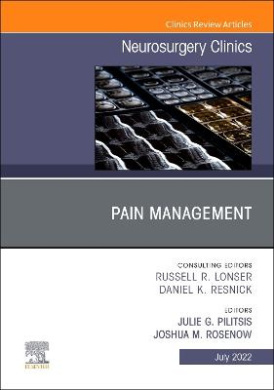 Clinics Review Articles
Neurosurgery Clinics
PAIN MANAGEMENT
CONSULTING EDITORS
RUSSELL R. LONSER
DANIEL K. RESNICK
EDITORS
JULIE G. PILITSIS
JOSHUA M. ROSENOW
ELSEVIER
July 2022